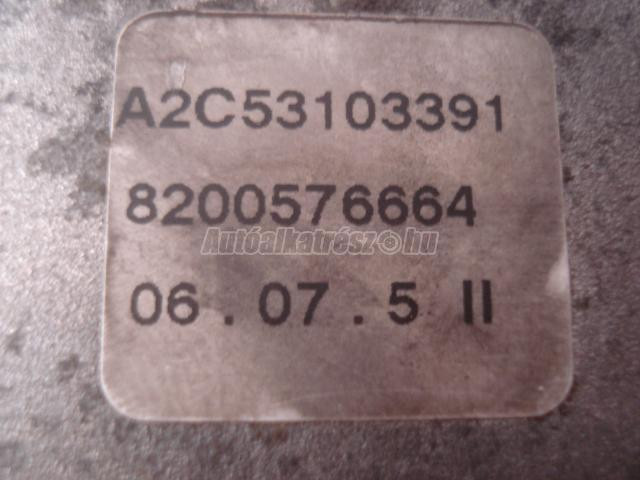 A2C53103391
8200576664
Autóalkatrész.hu
06 . 07 . 5 II